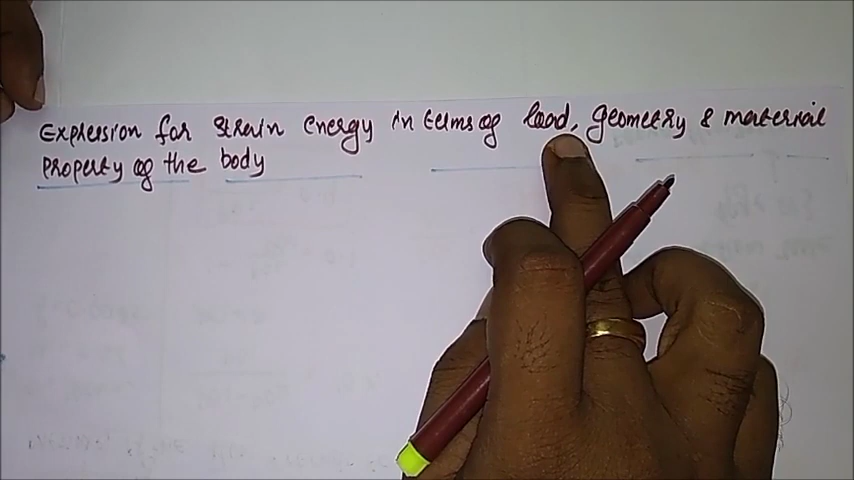 Expression for strain energy in terms of load, geometry & material
property of the body